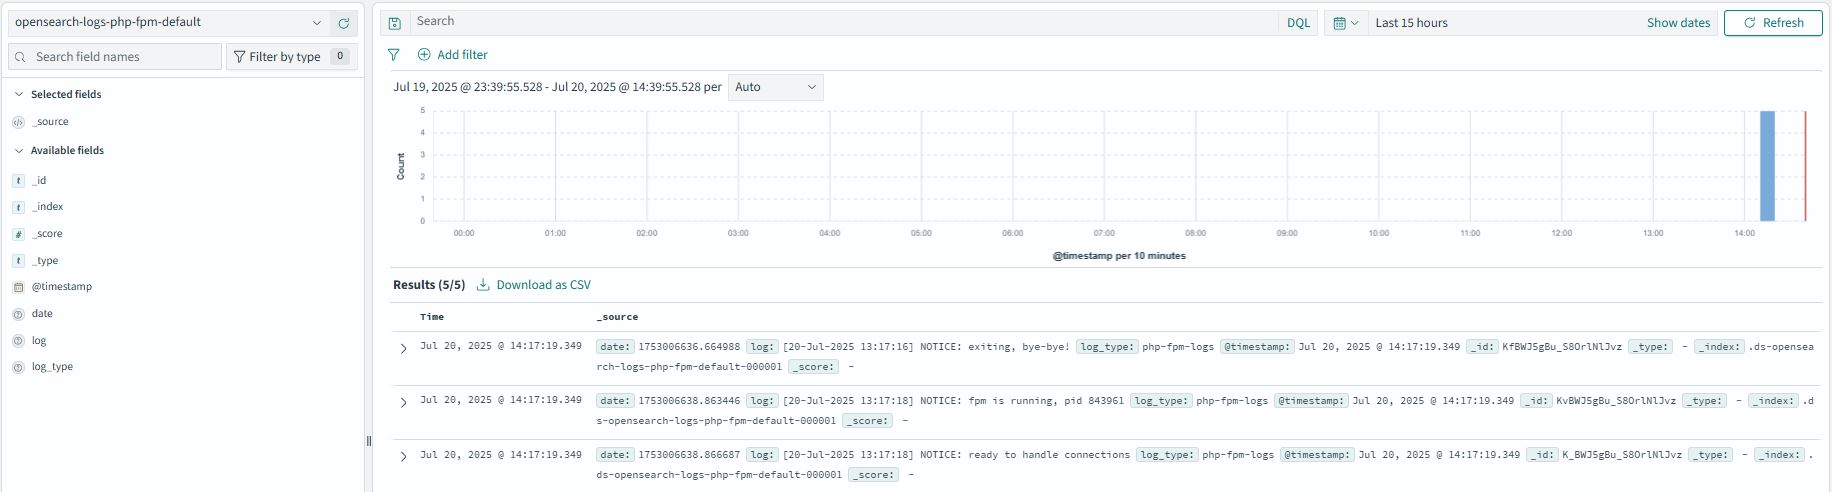 opensearch-logs-php-fpm-default
Search field names
Filter by type 0
Selected fields
_source
Available fields
_id
_index
_score
_type
@timestamp
date
log
log_type
Search
DQL
Last 15 hours
Show dates
Refresh
Add filter
Jul 19, 2025 @ 23:39:55.528 - Jul 20, 2025 @ 14:39:55.528 per Auto
5
4
3
2
1
0
Count
00:00 01:00 02:00 03:00 04:00 05:00 06:00 07:00 08:00 09:00 10:00 11:00 12:00 13:00 14:00
@timestamp per 10 minutes
Results (5/5) Download as CSV
Time _source
Jul 20, 2025 @ 14:17:19.349 date: 1753006636.664988 log: [20-Jul-2025 13:17:16] NOTICE: exiting, bye-bye! log_type: php-fpm-logs @timestamp: Jul 20, 2025 @ 14:17:19.349 _id: KfBWJ5gBu_S8OrlNlJvz _type: - _index: .ds-opensea
rch-logs-php-fpm-default-000001 _score: -
Jul 20, 2025 @ 14:17:19.349 date: 1753006638.863446 log: [20-Jul-2025 13:17:18] NOTICE: fpm is running, pid 843961 log_type: php-fpm-logs @timestamp: Jul 20, 2025 @ 14:17:19.349 _id: KvBWJ5gBu_S8OrlNlJvz _type: - _index: .d
s-opensearch-logs-php-fpm-default-000001 _score: -
Jul 20, 2025 @ 14:17:19.349 date: 1753006638.866687 log: [20-Jul-2025 13:17:18] NOTICE: ready to handle connections log_type: php-fpm-logs @timestamp: Jul 20, 2025 @ 14:17:19.349 _id: K_BWJ5gBu_S8OrlNlJvz _type: - _index: .
ds-opensearch-logs-php-fpm-default-000001 _score: -